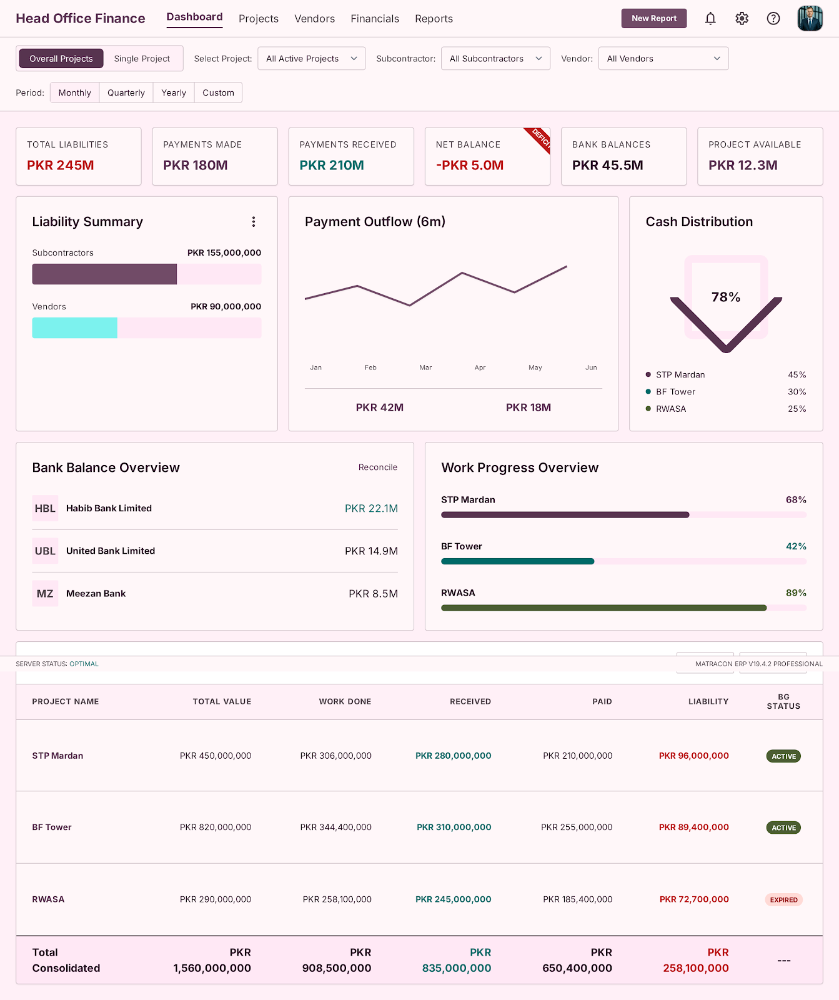 Head Office Finance
Dashboard
Projects
Vendors
Financials
Reports
New Report
Overall Projects
Single Project
Select Project:
All Active Projects
Subcontractor:
All Subcontractors
Vendor:
All Vendors
Period:
Monthly
Quarterly
Yearly
Custom
TOTAL LIABILITIES
PKR 245M
PAYMENTS MADE
PKR 180M
PAYMENTS RECEIVED
PKR 210M
NET BALANCE
-PKR 5.0M
DEFICIT
BANK BALANCES
PKR 45.5M
PROJECT AVAILABLE
PKR 12.3M
Liability Summary
Subcontractors
PKR 155,000,000
Vendors
PKR 90,000,000
Payment Outflow (6m)
Jan
Feb
Mar
Apr
May
Jun
PKR 42M
PKR 18M
Cash Distribution
78%
STP Mardan 45%
BF Tower 30%
RWASA 25%
Bank Balance Overview
Reconcile
HBL Habib Bank Limited PKR 22.1M
UBL United Bank Limited PKR 14.9M
MZ Meezan Bank PKR 8.5M
Work Progress Overview
STP Mardan 68%
BF Tower 42%
RWASA 89%
SERVER STATUS: OPTIMAL
MATRACON ERP V19.4.2 PROFESSIONAL
PROJECT NAME TOTAL VALUE WORK DONE RECEIVED PAID LIABILITY BG STATUS
STP Mardan PKR 450,000,000 PKR 306,000,000 PKR 280,000,000 PKR 210,000,000 PKR 96,000,000 ACTIVE
BF Tower PKR 820,000,000 PKR 344,400,000 PKR 310,000,000 PKR 255,000,000 PKR 89,400,000 ACTIVE
RWASA PKR 290,000,000 PKR 258,100,000 PKR 245,000,000 PKR 185,400,000 PKR 72,700,000 EXPIRED
Total Consolidated PKR 1,560,000,000 PKR 908,500,000 PKR 835,000,000 PKR 650,400,000 PKR 258,100,000 ---